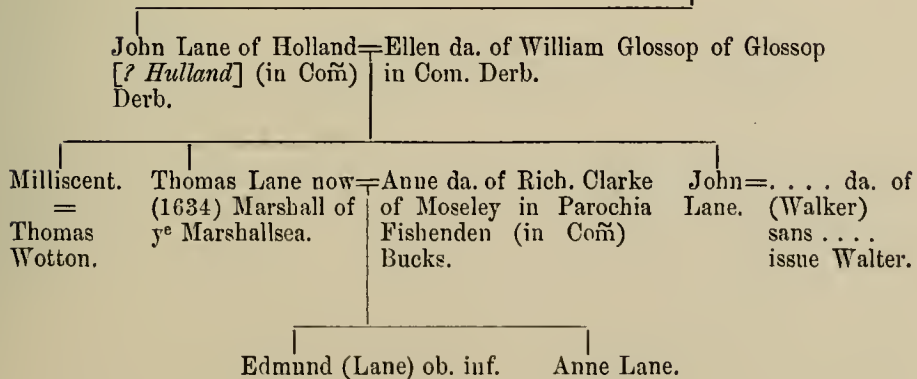 John Lane of Holland=Ellen da. of William Glossop of Glossop
[? Hulland] (in Com̃) in Com. Derb.
Derb.
Milliscent.
=
Thomas
Wotton.
Thomas Lane now=Anne da. of Rich. Clarke
(1634) Marshall of of Moseley in Parochia
yᵉ Marshallsea. Fishenden (in Com̃)
Bucks.
John=. . . . da. of
Lane. (Walker)
sans . . . .
issue Walter.
Edmund (Lane) ob. inf. Anne Lane.